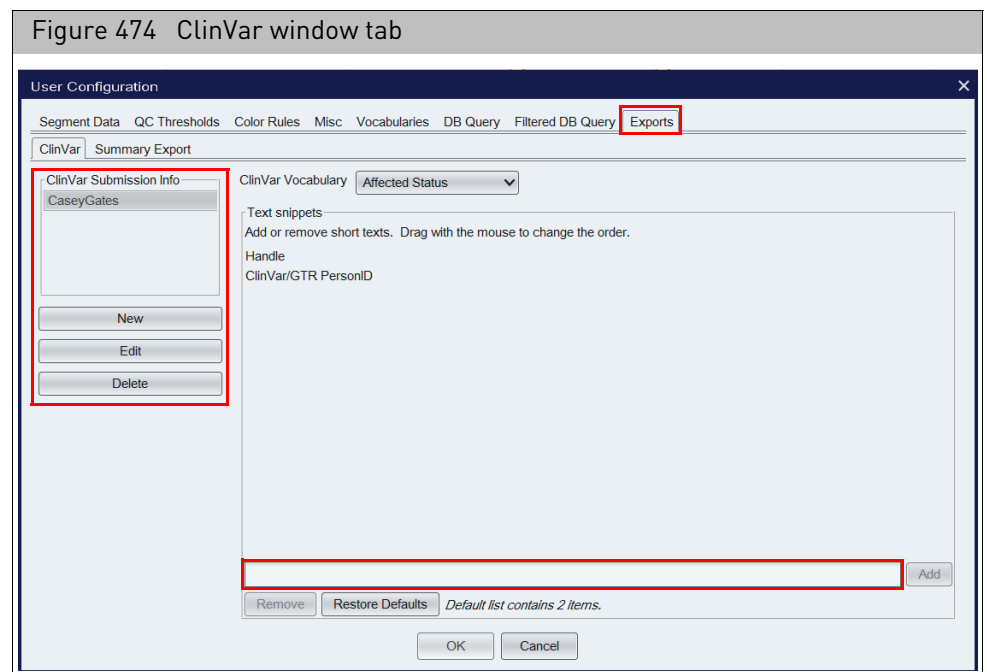 Figure 474 ClinVar window tab
User Configuration
Segment Data QC Thresholds Color Rules Misc Vocabularies DB Query Filtered DB Query Exports
ClinVar Summary Export
ClinVar Submission Info
CaseyGates
New
Edit
Delete
ClinVar Vocabulary Affected Status
Text snippets
Add or remove short texts. Drag with the mouse to change the order.
Handle
ClinVar/GTR PersonID
Add
Remove Restore Defaults Default list contains 2 items.
OK Cancel